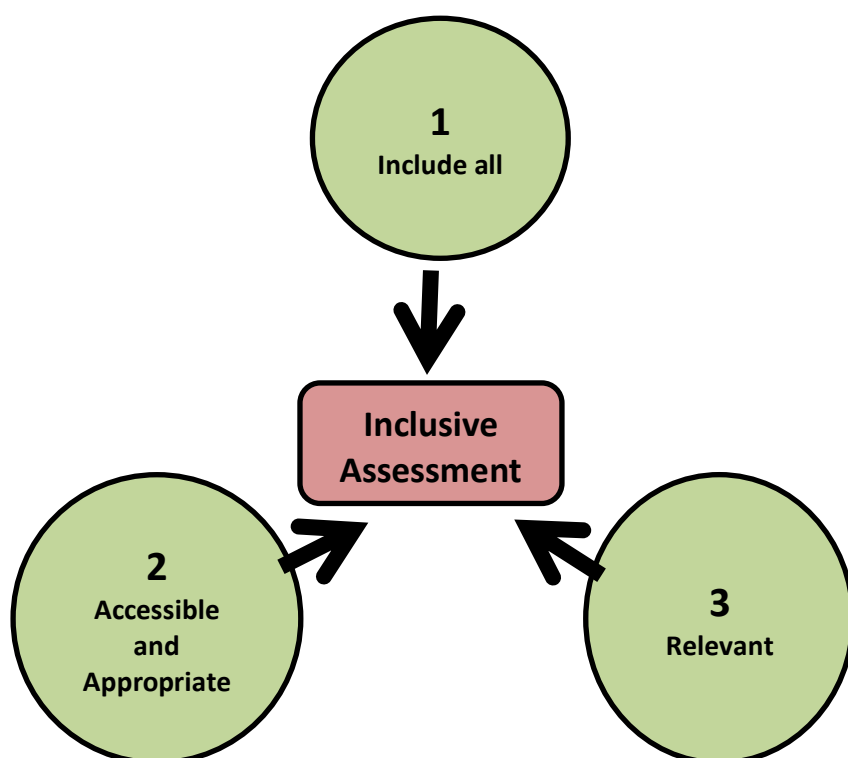 1
Include all
Inclusive
Assessment
2
Accessible
and
Appropriate
3
Relevant